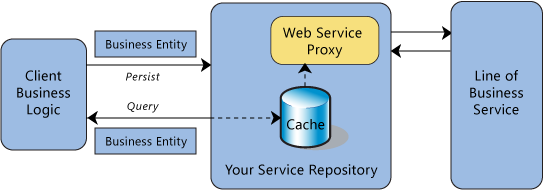 Client
Business
Logic
Business Entity
Persist
Query
Business Entity
Web Service
Proxy
Cache
Your Service Repository
Line of
Business
Service